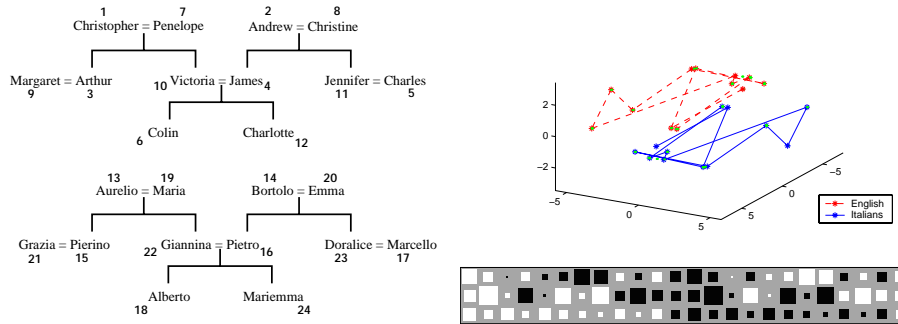 1 7 2 8
Christopher = Penelope Andrew = Christine
Margaret = Arthur Victoria = James Jennifer = Charles
9 3 10 4 11 5
Colin Charlotte
6 12
13 19 14 20
Aurelio = Maria Bortolo = Emma
Grazia = Pierino Giannina = Pietro Doralice = Marcello
21 15 22 16 23 17
Alberto Mariemma
18 24
2
0
−2
−5
0
5
5
0
−5
English
Italians